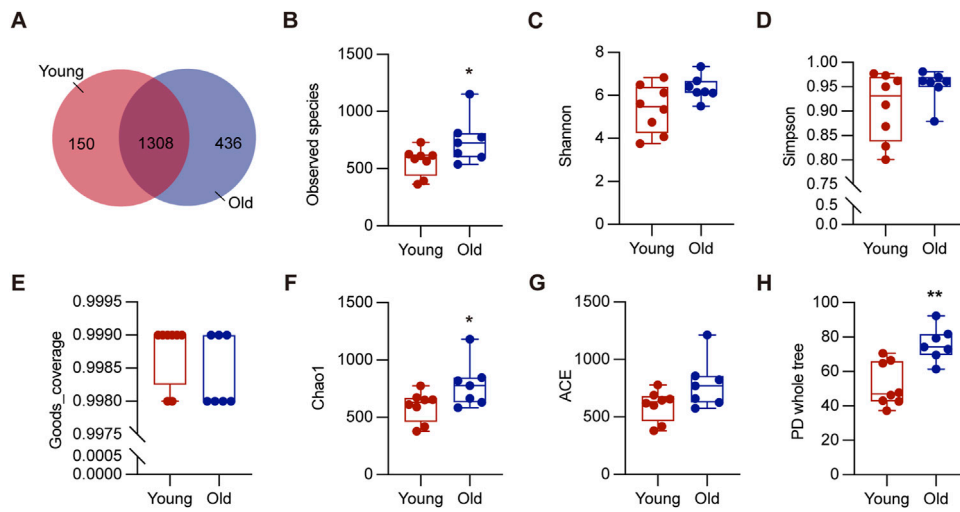 A
Young
150
1308
436
Old
B
Observed species
1500
1000
500
0
*
Young
Old
C
Shannon
8
6
4
2
0
Young
Old
D
Simpson
1.00
0.95
0.90
0.85
0.80
0.75
0.5
0.0
Young
Old
E
Goods_coverage
0.9995
0.9990
0.9985
0.9980
0.9975
0.0005
0.0000
Young
Old
F
Chao1
1500
1000
500
0
*
Young
Old
G
ACE
1500
1000
500
0
Young
Old
H
PD whole tree
100
80
60
40
20
0
**
Young
Old